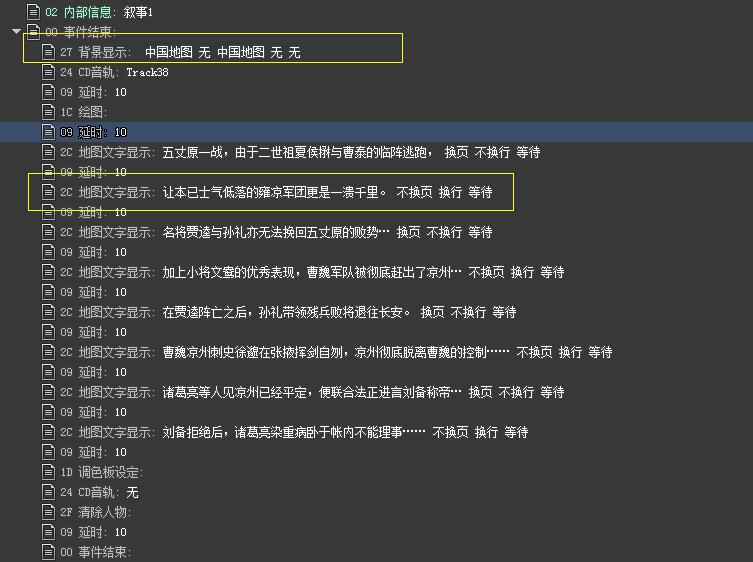 02 内部信息: 叙事1
00 事件结束:
27 背景显示: 中国地图 无 中国地图 无 无
24 CD音轨: Track38
09 延时: 10
1C 绘图:
09 延时: 10
2C 地图文字显示: 五丈原一战，由于二世祖夏侯楙与曹泰的临阵逃跑， 换页 不换行 等待
09 延时: 10
2C 地图文字显示: 让本已士气低落的雍京军团更是一溃千里。 不换页 换行 等待
09 延时: 10
2C 地图文字显示: 名将贾逵与孙礼亦无法挽回五丈原的败势… 换页 不换行 等待
09 延时: 10
2C 地图文字显示: 加上小将文鸯的优秀表现，曹魏军队被彻底赶出了凉州… 不换页 换行 等待
09 延时: 10
2C 地图文字显示: 在贾逵阵亡之后，孙礼带领残兵败将退往长安。 换页 不换行 等待
09 延时: 10
2C 地图文字显示: 曹魏凉州刺史徐邈在张掖挥剑自刎，凉州彻底脱离曹魏的控制…… 不换页 换行 等待
09 延时: 10
2C 地图文字显示: 诸葛亮等人见凉州已经平定，便联合法正进言刘备称帝… 换页 不换行 等待
09 延时: 10
2C 地图文字显示: 刘备拒绝后，诸葛亮染重病卧于帐内不能理事…… 不换页 换行 等待
09 延时: 10
1D 调色板设定:
24 CD音轨: 无
2F 清除人物:
09 延时: 10
00 事件结束: